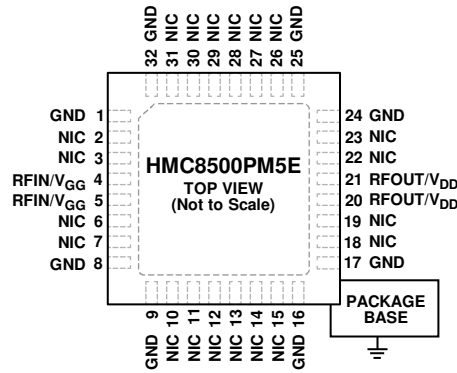 32 GND
31 NIC
30 NIC
29 NIC
28 NIC
27 NIC
26 NIC
25 GND
GND 1
NIC 2
NIC 3
RFIN/VGG 4
RFIN/VGG 5
NIC 6
NIC 7
GND 8
HMC8500PM5E
TOP VIEW
(Not to Scale)
24 GND
23 NIC
22 NIC
21 RFOUT/VDD
20 RFOUT/VDD
19 NIC
18 NIC
17 GND
PACKAGE
BASE
GND 9
NIC 10
NIC 11
NIC 12
NIC 13
NIC 14
NIC 15
GND 16